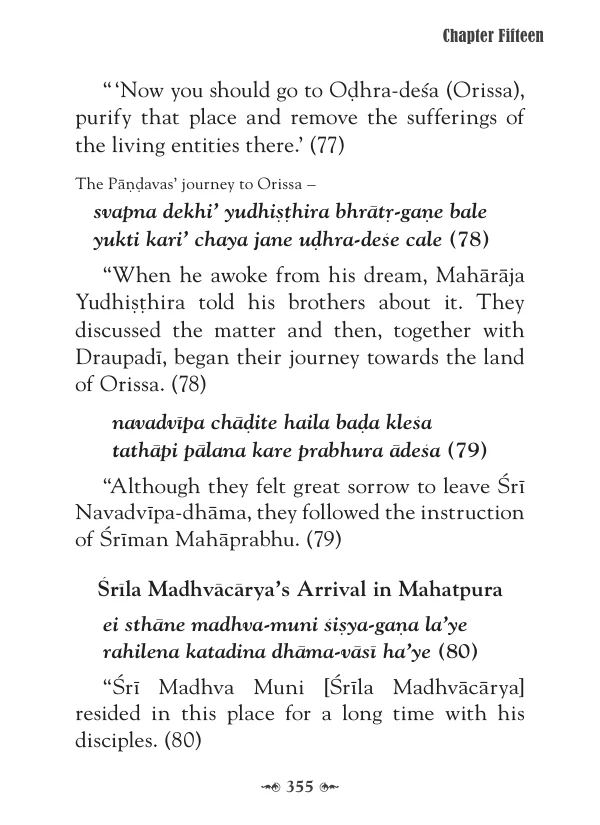 Chapter Fifteen
“ ‘Now you should go to Oḍhra-deśa (Orissa),
purify that place and remove the sufferings of
the living entities there.’ (77)
The Pāṇḍavas’ journey to Orissa –
svapna dekhi’ yudhiṣṭhira bhrātṛ-gaṇe bale
yukti kari’ chaya jane uḍhra-deśe cale (78)
“When he awoke from his dream, Mahārāja
Yudhiṣṭhira told his brothers about it. They
discussed the matter and then, together with
Draupadī, began their journey towards the land
of Orissa. (78)
navadvīpa chāḍite haila baḍa kleśa
tathāpi pālana kare prabhura ādeśa (79)
“Although they felt great sorrow to leave Śrī
Navadvīpa-dhāma, they followed the instruction
of Śrīman Mahāprabhu. (79)
Śrīla Madhvācārya’s Arrival in Mahatpura
ei sthāne madhva-muni śiṣya-gaṇa la’ye
rahilena katadina dhāma-vāsī ha’ye (80)
“Śrī Madhva Muni [Śrīla Madhvācārya]
resided in this place for a long time with his
disciples. (80)
355